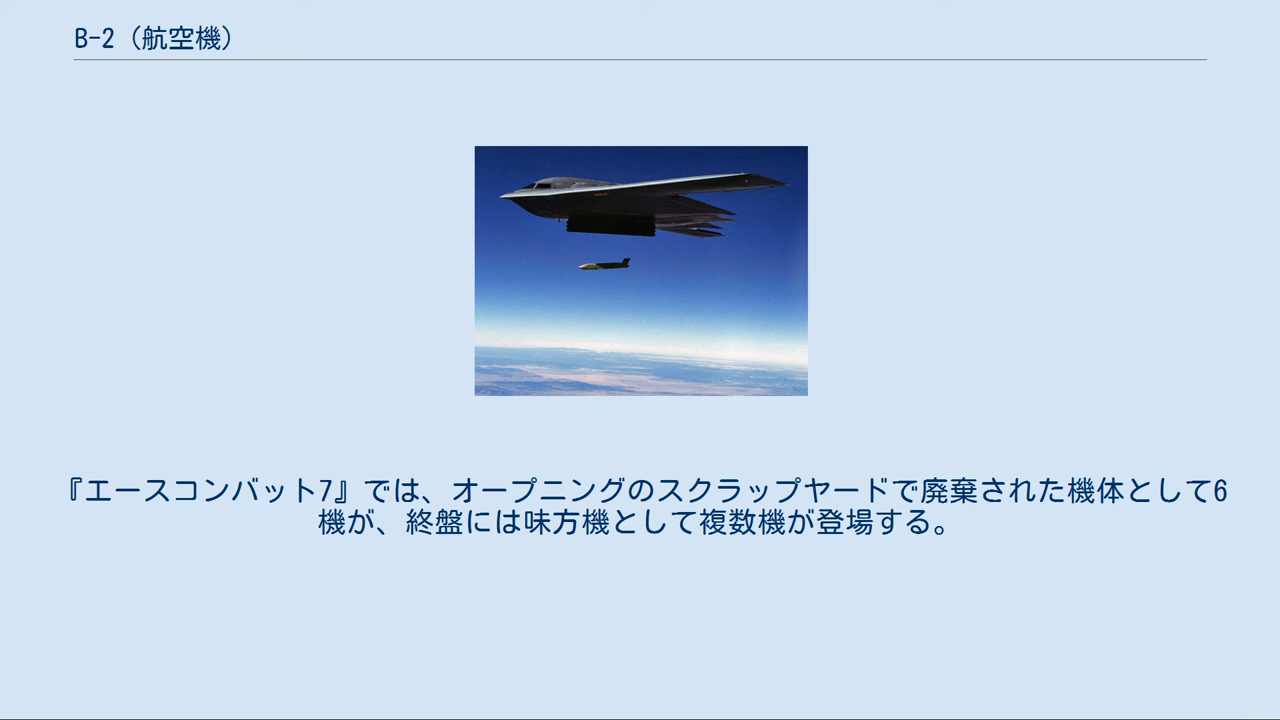 B-2（航空機）
『エースコンバット7』では、オープニングのスクラップヤードで廃棄された機体として6
機が、終盤には味方機として複数機が登場する。